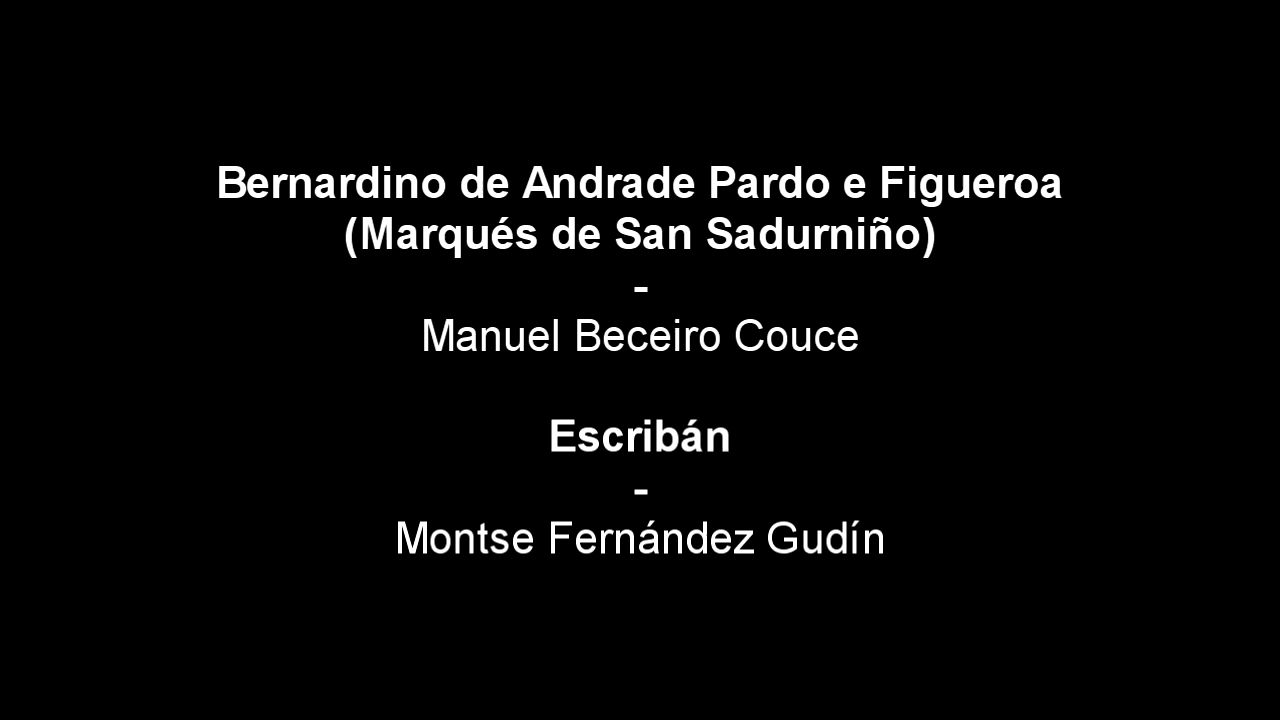 Bernardino de Andrade Pardo e Figueroa
(Marqués de San Sadurniño)
-
Manuel Beceiro Couce
Escribán
-
Montse Fernández Gudín